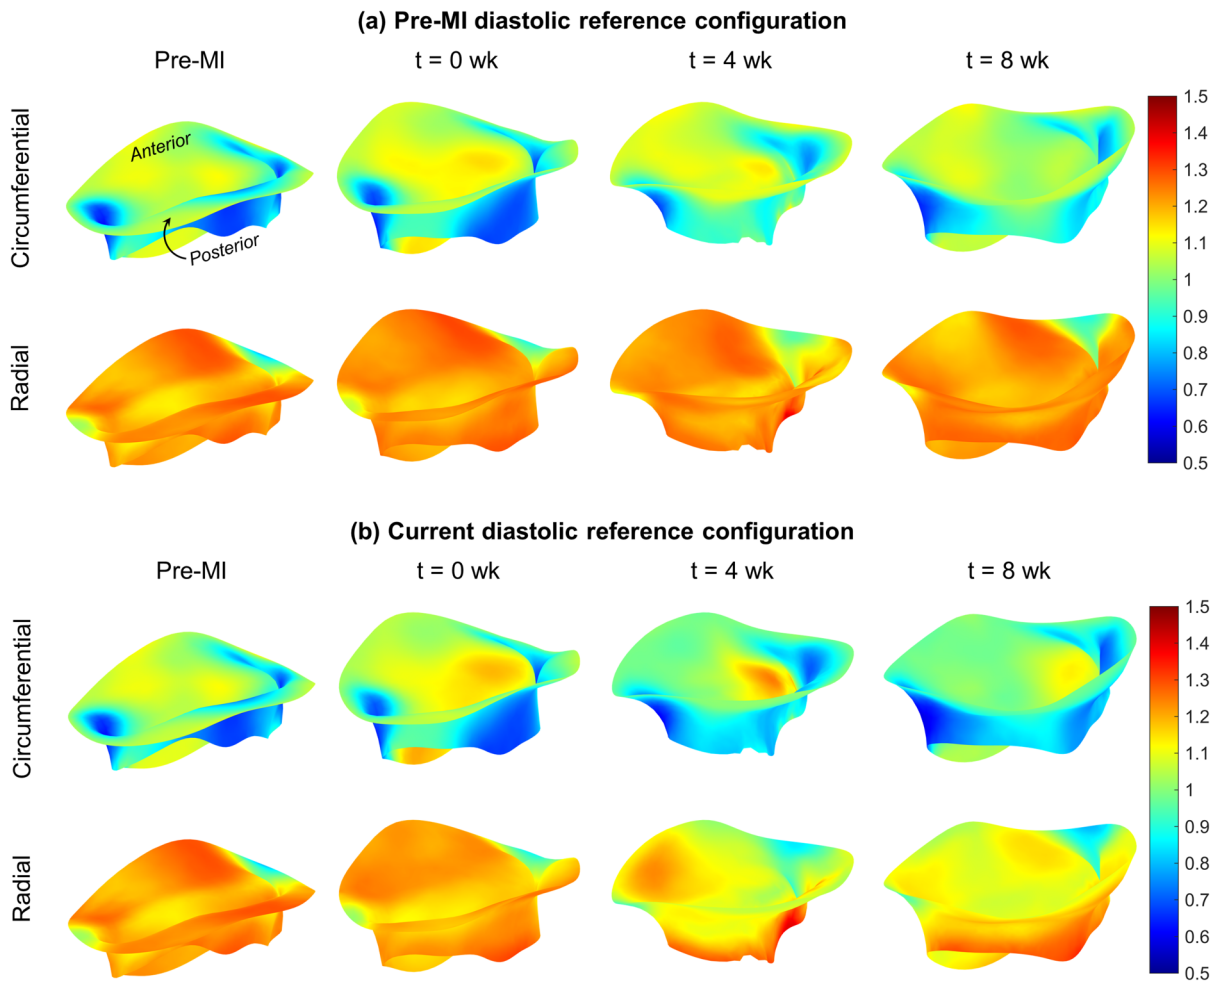 (a) Pre-MI diastolic reference configuration
Pre-MI
t = 0 wk
t = 4 wk
t = 8 wk
Circumferential
Anterior
Posterior
Radial
1.5
1.4
1.3
1.2
1.1
1
0.9
0.8
0.7
0.6
0.5
(b) Current diastolic reference configuration
Pre-MI
t = 0 wk
t = 4 wk
t = 8 wk
Circumferential
Radial
1.5
1.4
1.3
1.2
1.1
1
0.9
0.8
0.7
0.6
0.5